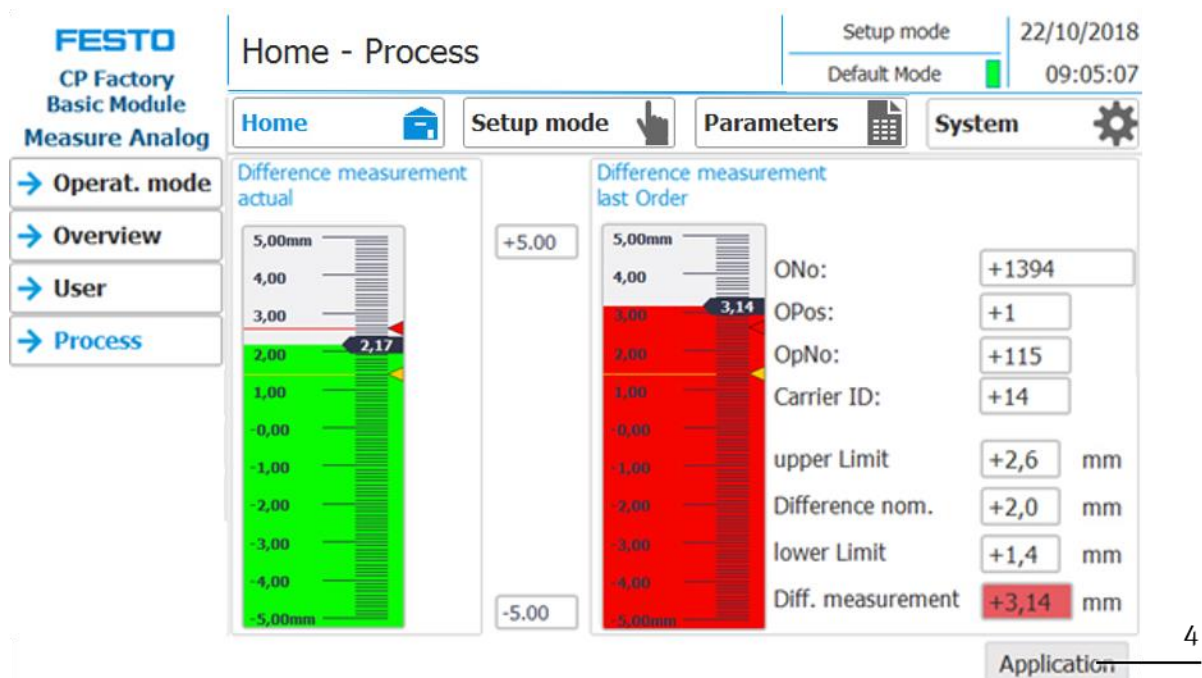 FESTO
CP Factory
Basic Module
Measure Analog
Home - Process
Setup mode
Default Mode
22/10/2018
09:05:07
Home
Setup mode
Parameters
System
Operat. mode
Overview
User
Process
Difference measurement
actual
5,00mm
4,00
3,00
2,17
2,00
1,00
-0,00
-1,00
-2,00
-3,00
-4,00
-5,00mm
+5.00
-5.00
Difference measurement
last Order
5,00mm
4,00
3,00
3,14
2,00
1,00
-0,00
-1,00
-2,00
-3,00
-4,00
-5,00mm
ONo: +1394
OPos: +1
OpNo: +115
Carrier ID: +14
upper Limit +2,6 mm
Difference nom. +2,0 mm
lower Limit +1,4 mm
Diff. measurement +3,14 mm
Application
4